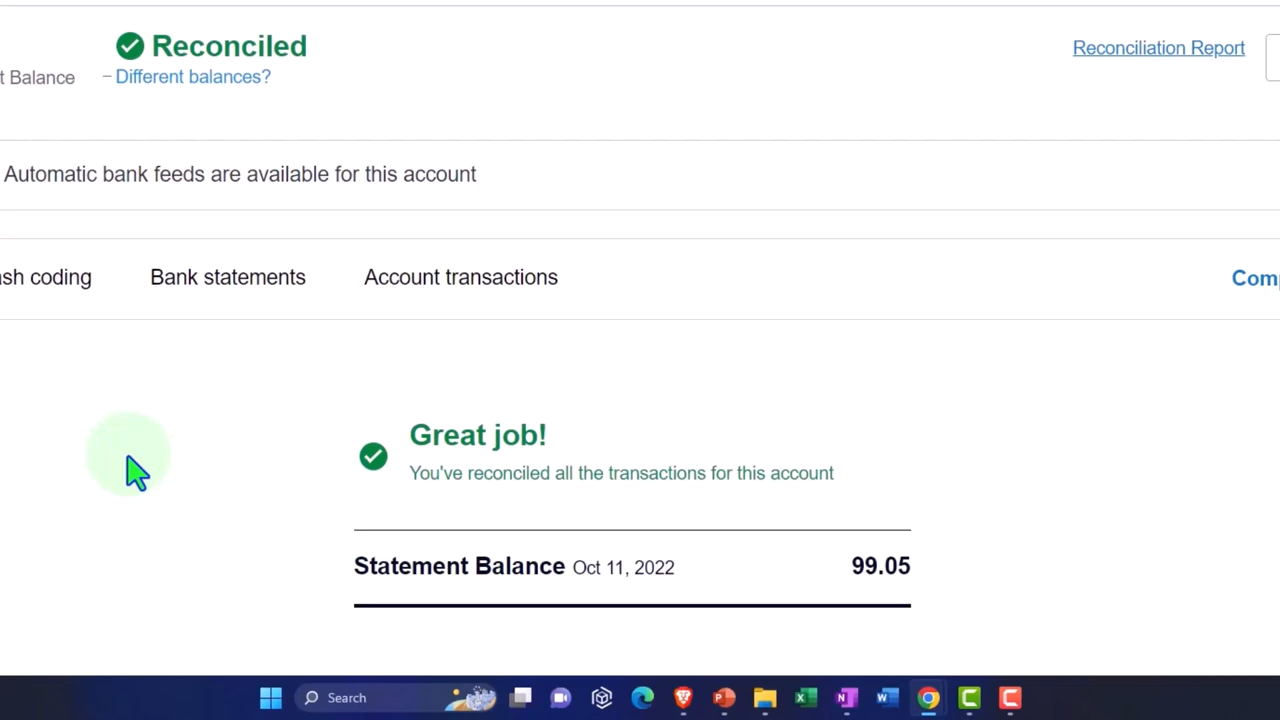 Reconciled
Reconciliation Report
t Balance
– Different balances?
Automatic bank feeds are available for this account
sh coding
Bank statements
Account transactions
Com
Great job!
You've reconciled all the transactions for this account
Statement Balance Oct 11, 2022 99.05
Search